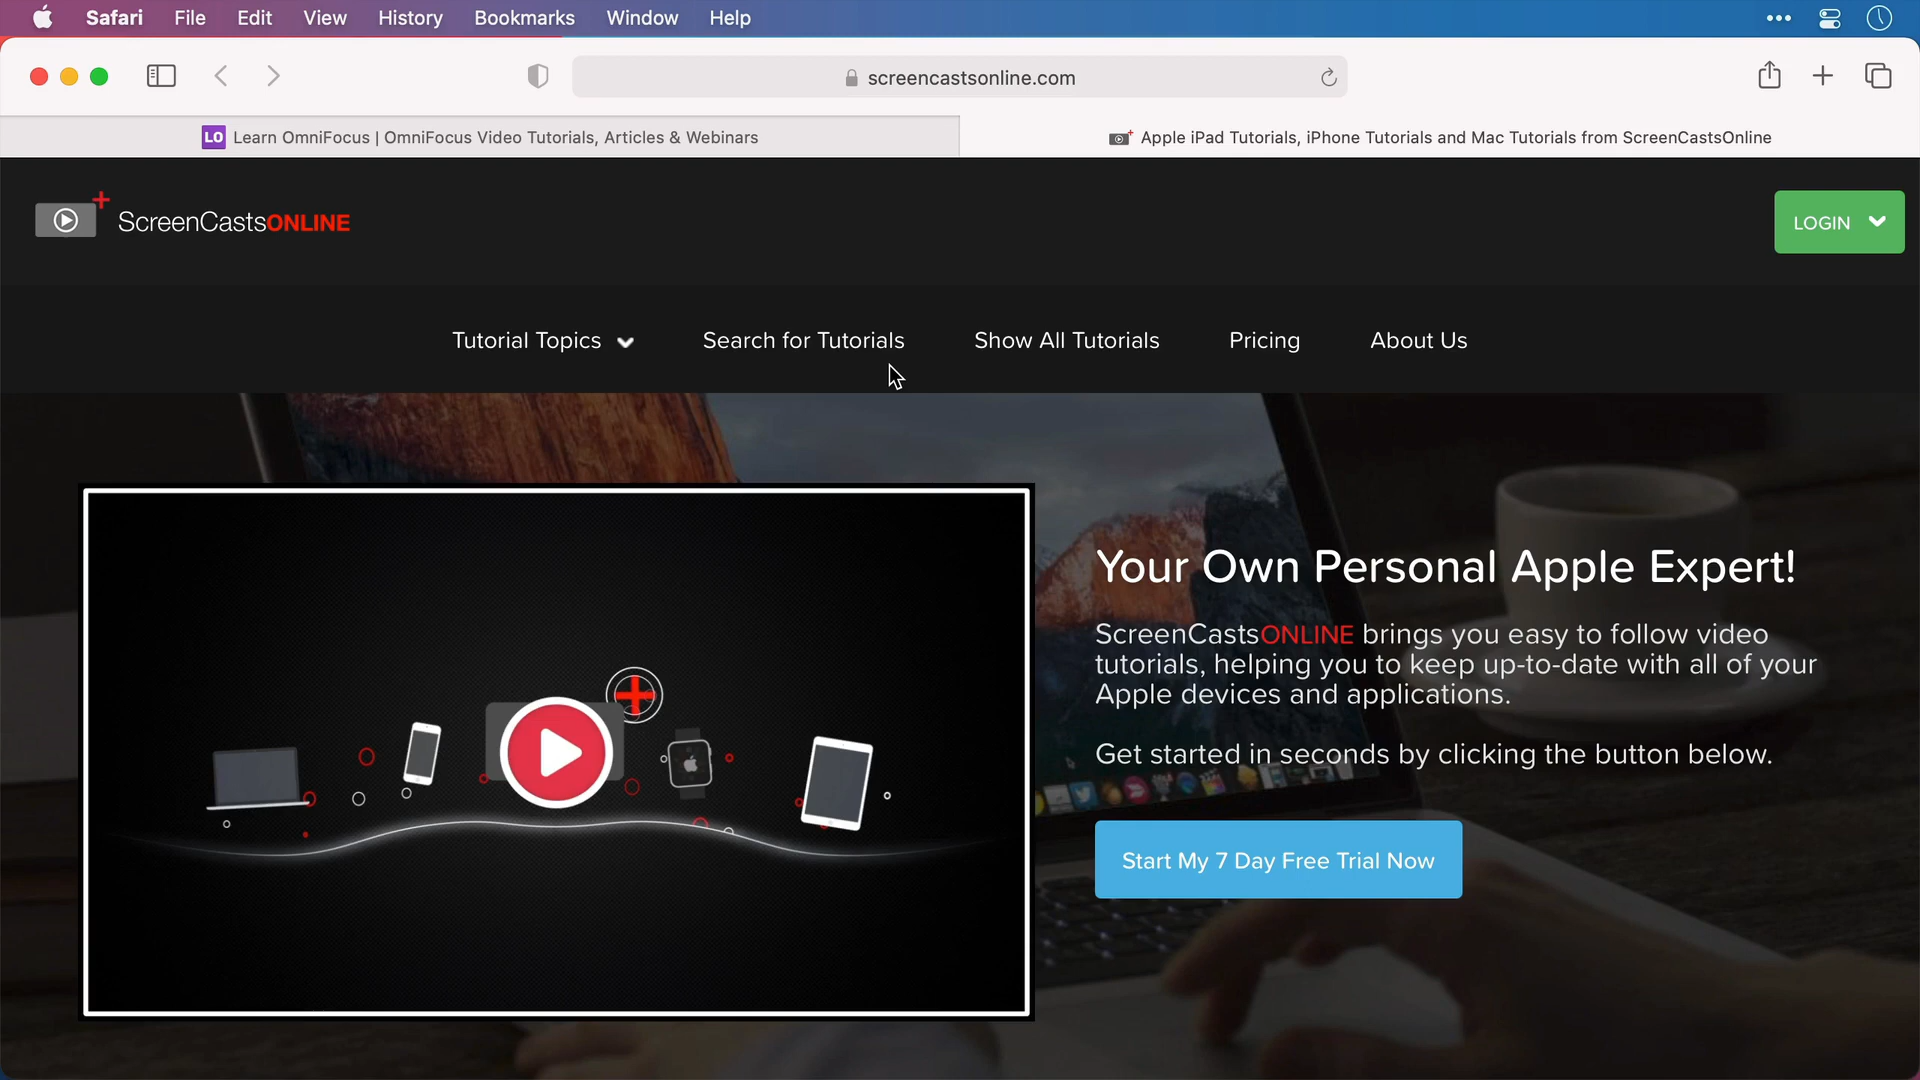 Safari File Edit View History Bookmarks Window Help
screencastsonline.com
LO Learn OmniFocus | OmniFocus Video Tutorials, Articles & Webinars
Apple iPad Tutorials, iPhone Tutorials and Mac Tutorials from ScreenCastsOnline
ScreenCastsONLINE
LOGIN
Tutorial Topics Search for Tutorials Show All Tutorials Pricing About Us
Your Own Personal Apple Expert!
ScreenCastsONLINE brings you easy to follow video
tutorials, helping you to keep up-to-date with all of your
Apple devices and applications.
Get started in seconds by clicking the button below.
Start My 7 Day Free Trial Now